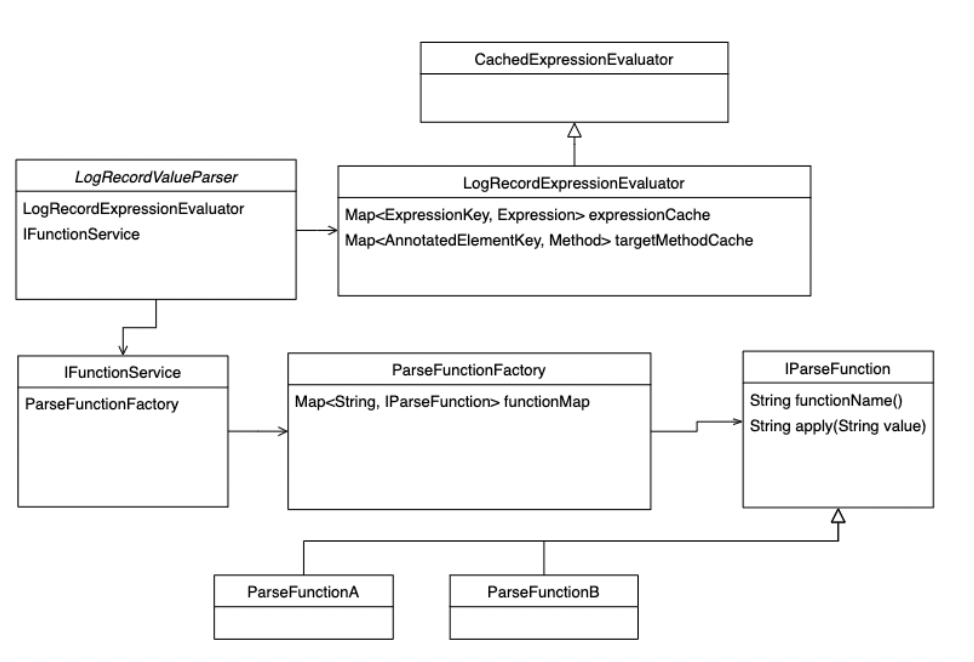 CachedExpressionEvaluator
LogRecordValueParser
LogRecordExpressionEvaluator
IFunctionService
LogRecordExpressionEvaluator
Map<ExpressionKey, Expression> expressionCache
Map<AnnotatedElementKey, Method> targetMethodCache
IFunctionService
ParseFunctionFactory
ParseFunctionFactory
Map<String, IParseFunction> functionMap
IParseFunction
String functionName()
String apply(String value)
ParseFunctionA
ParseFunctionB